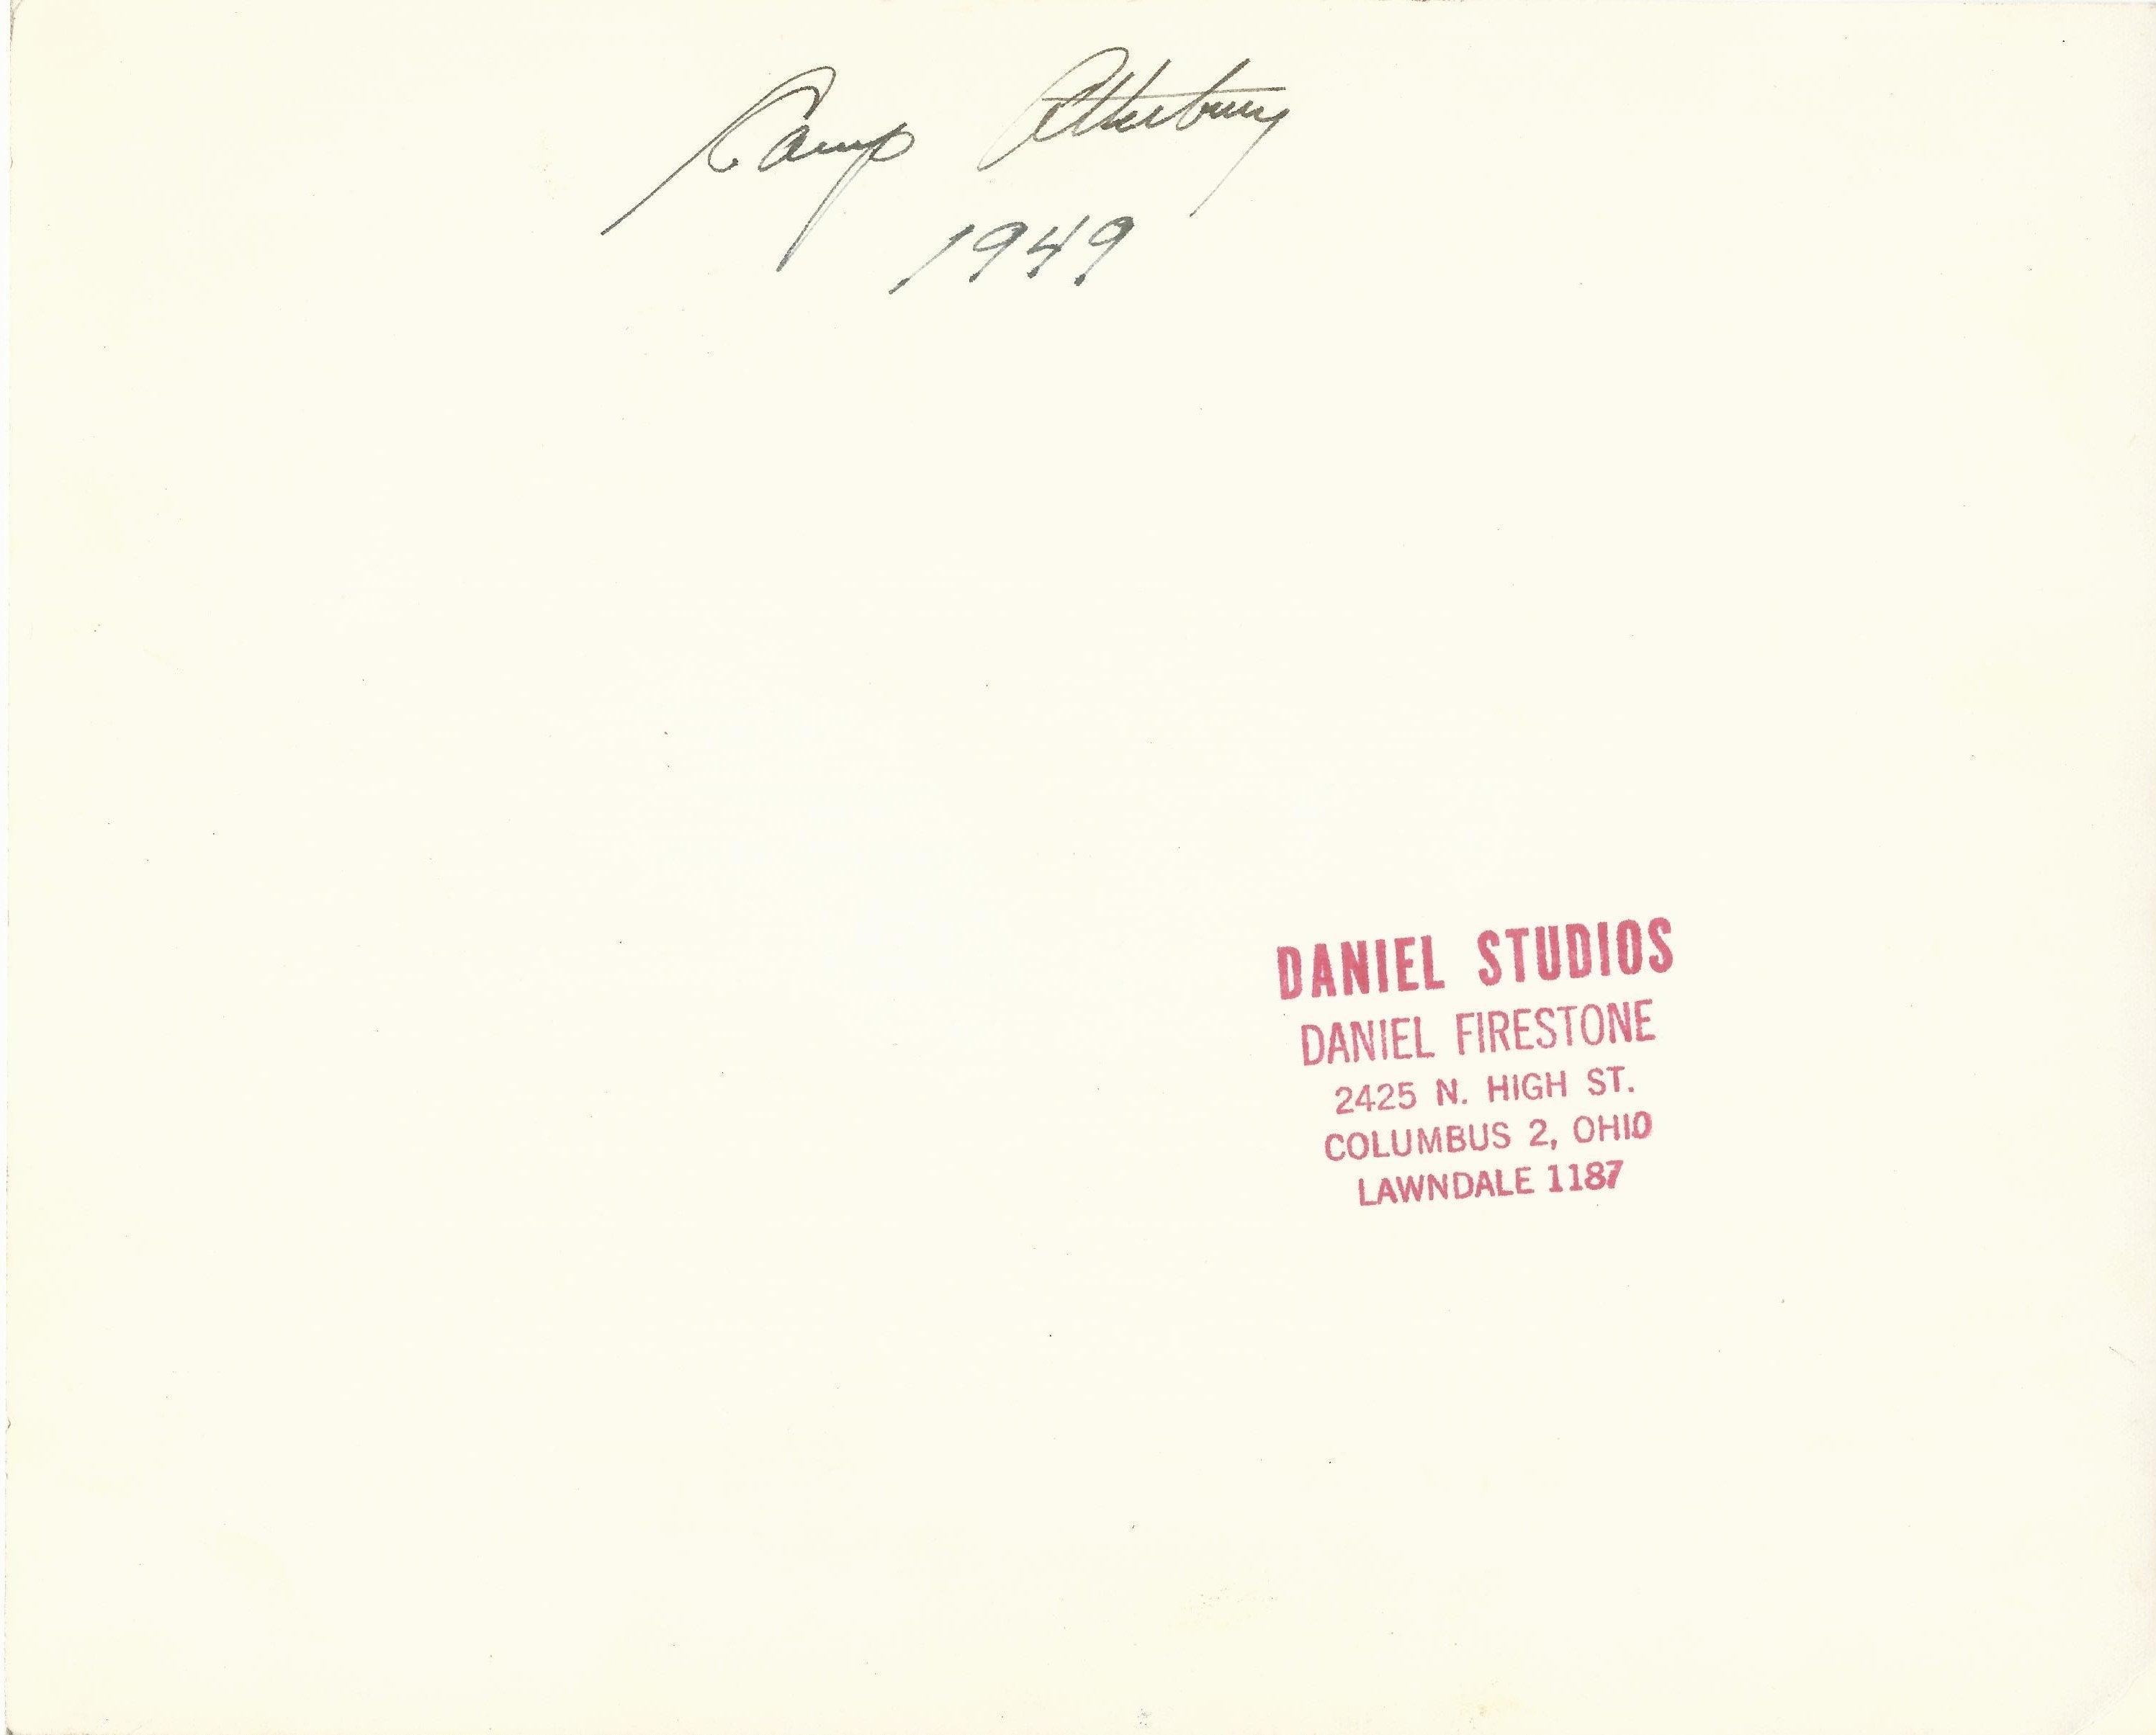 Camp Atterbury
1949
DANIEL STUDIOS
DANIEL FIRESTONE
2425 N. HIGH ST.
COLUMBUS 2, OHIO
LAWNDALE 1187